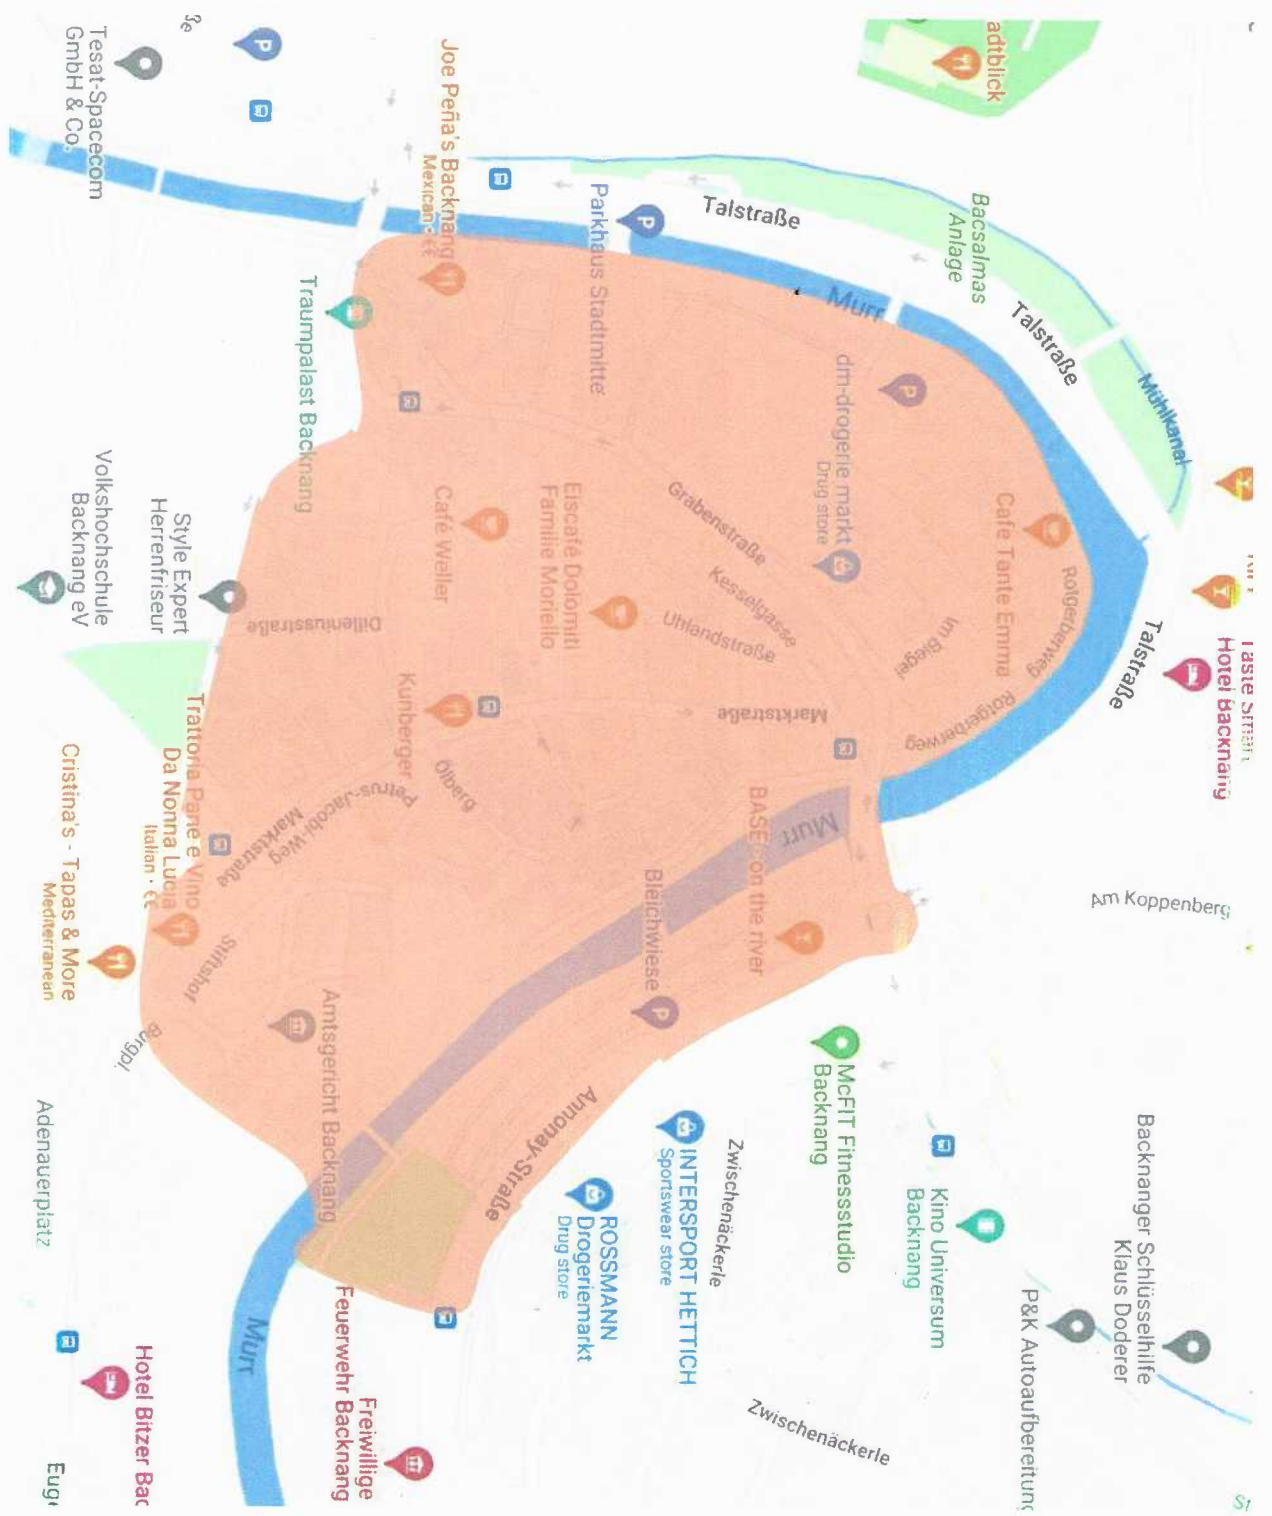 adtblick
Tesat-Spacecom
GmbH & Co.
Joe Peña's Backnang
Mexican · €€
Parkhaus Stadtmitte
Talstraße
Bacsalmas
Anlage
Talstraße
Mühlkanal
Murr
Traumpalast Backnang
dm-drogerie markt
Drug store
Cafe Tante Emma
Rotgerberweg
Rotgerberweg
Talstraße
Hotel Backnang
Grabenstraße
Kesselgasse
Uhlandstraße
Im Biegel
Marktstraße
Eiscafé Dolomiti
Familie Moriello
Café Weller
Volkshochschule
Backnang eV
Style Expert
Herrenfriseur
Dilleniusstraße
Kunberger
Ölberg
Petrus-Jacobi-Weg
Marktstraße
Trattoria Pane e Vino
Da Nonna Lucia
Italian · €€
Cristina's - Tapas & More
Mediterranean
Stiftshof
Burgpl.
Murr
BASE on the river
Bleichwiese
Am Koppenberg
Amtsgericht Backnang
Annonay-Straße
McFIT Fitnessstudio
Backnang
INTERSPORT HETTICH
Sportswear store
Zwischenäckerle
ROSSMANN
Drogeriemarkt
Drug store
Kino Universum
Backnang
Backnanger Schlüsselhilfe
Klaus Doderer
P&K Autoaufbereitung
Adenauerplatz
Murr
Freiwillige
Feuerwehr Backnang
Hotel Bitzer Bac
Zwischenäckerle